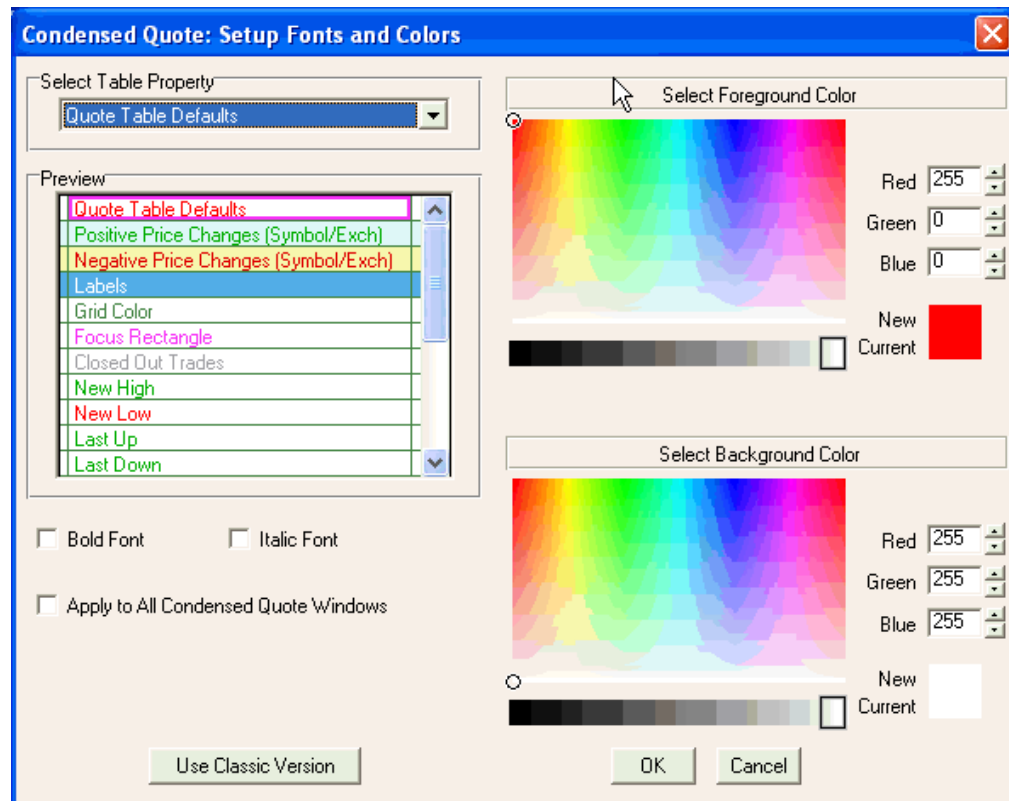 Condensed Quote: Setup Fonts and Colors
Select Table Property
Quote Table Defaults
Preview
Quote Table Defaults
Positive Price Changes (Symbol/Exch)
Negative Price Changes (Symbol/Exch)
Labels
Grid Color
Focus Rectangle
Closed Out Trades
New High
New Low
Last Up
Last Down
Bold Font
Italic Font
Apply to All Condensed Quote Windows
Use Classic Version
Select Foreground Color
Red 255
Green 0
Blue 0
New
Current
Select Background Color
Red 255
Green 255
Blue 255
New
Current
OK
Cancel